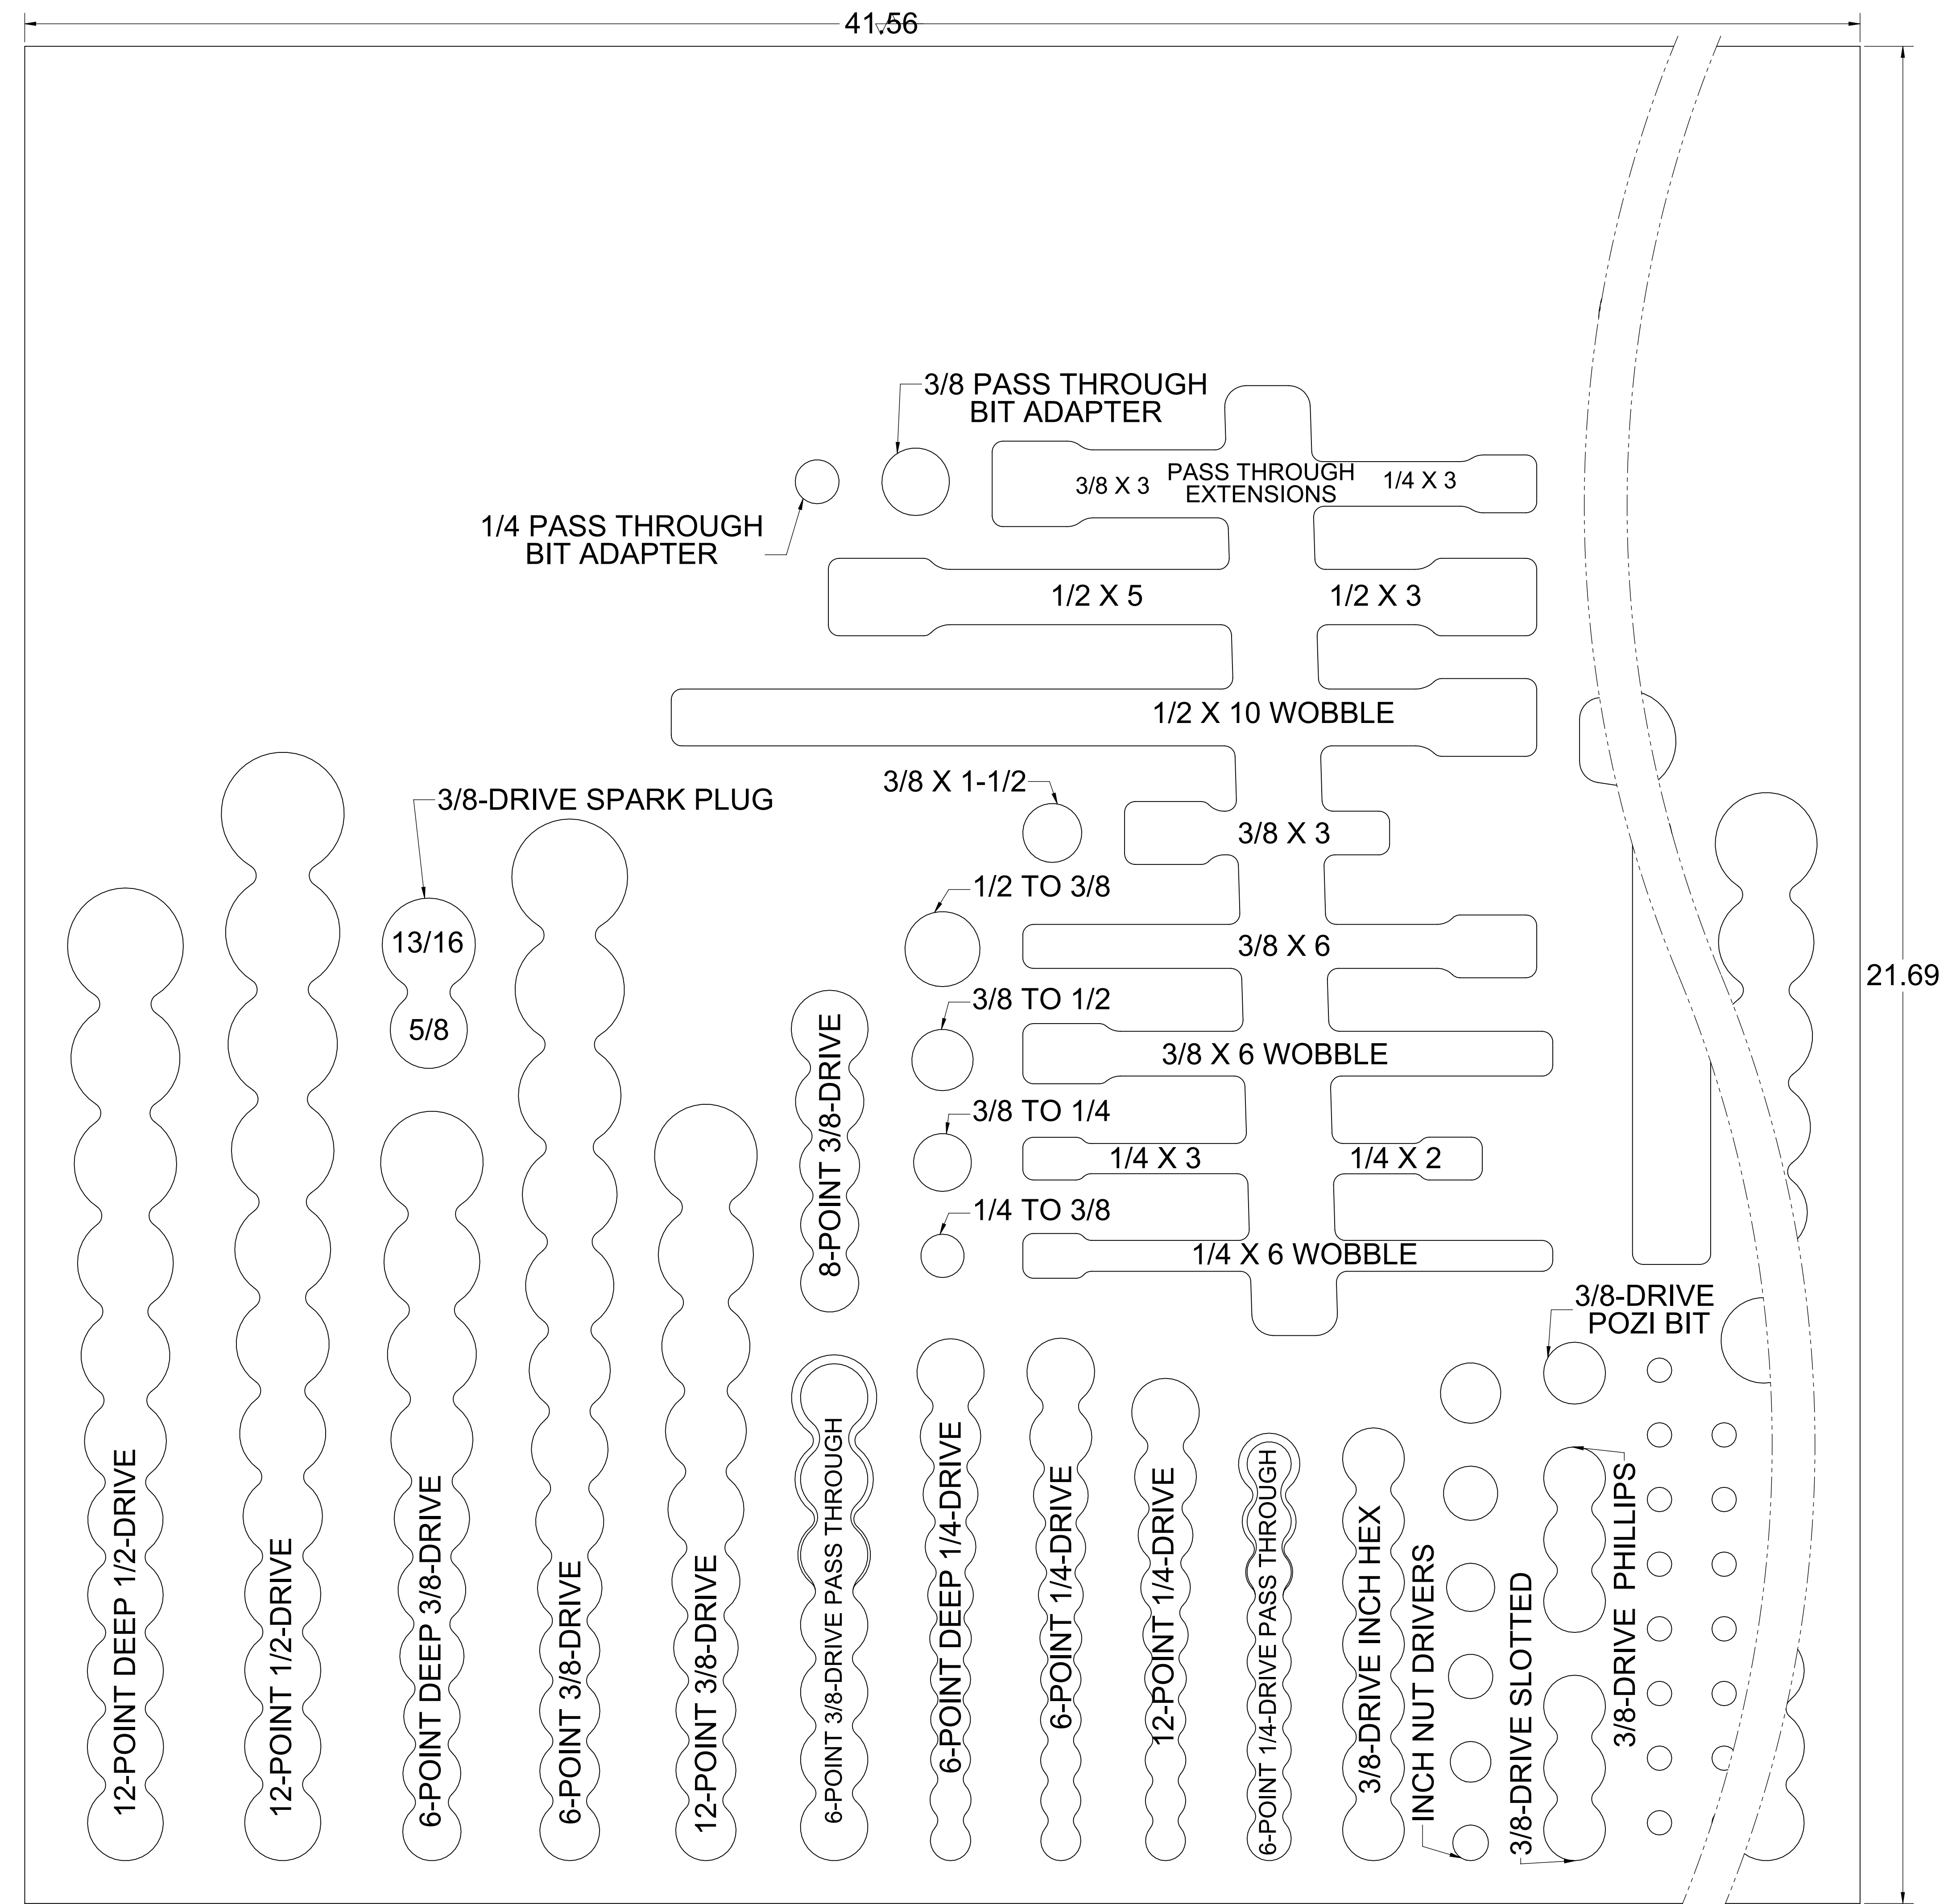 41.56
3/8 PASS THROUGH
BIT ADAPTER
1/4 PASS THROUGH
BIT ADAPTER
3/8 X 3
PASS THROUGH
EXTENSIONS
1/4 X 3
1/2 X 5
1/2 X 3
1/2 X 10 WOBBLE
3/8 X 1-1/2
3/8 X 3
3/8-DRIVE SPARK PLUG
13/16
5/8
1/2 TO 3/8
3/8 X 6
21.69
3/8 TO 1/2
3/8 X 6 WOBBLE
3/8 TO 1/4
1/4 X 3
1/4 X 2
1/4 TO 3/8
1/4 X 6 WOBBLE
8-POINT 3/8-DRIVE
3/8-DRIVE
POZI BIT
12-POINT DEEP 1/2-DRIVE
12-POINT 1/2-DRIVE
6-POINT DEEP 3/8-DRIVE
6-POINT 3/8-DRIVE
12-POINT 3/8-DRIVE
6-POINT 3/8-DRIVE PASS THROUGH
6-POINT DEEP 1/4-DRIVE
6-POINT 1/4-DRIVE
12-POINT 1/4-DRIVE
6-POINT 1/4-DRIVE PASS THROUGH
3/8-DRIVE INCH HEX
INCH NUT DRIVERS
3/8-DRIVE SLOTTED
3/8-DRIVE PHILLIPS